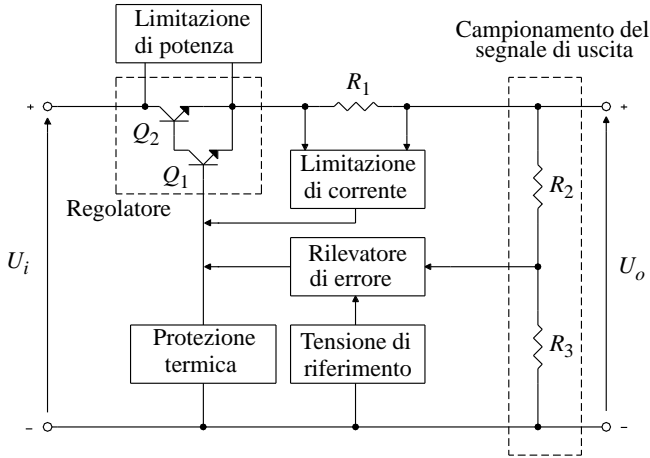 Limitazione
di potenza
Campionamento del
segnale di uscita
+
R1
+
Q2
Q1
Limitazione
di corrente
R2
Regolatore
Ui
Rilevatore
di errore
Uo
Protezione
termica
Tensione di
riferimento
R3
−
−